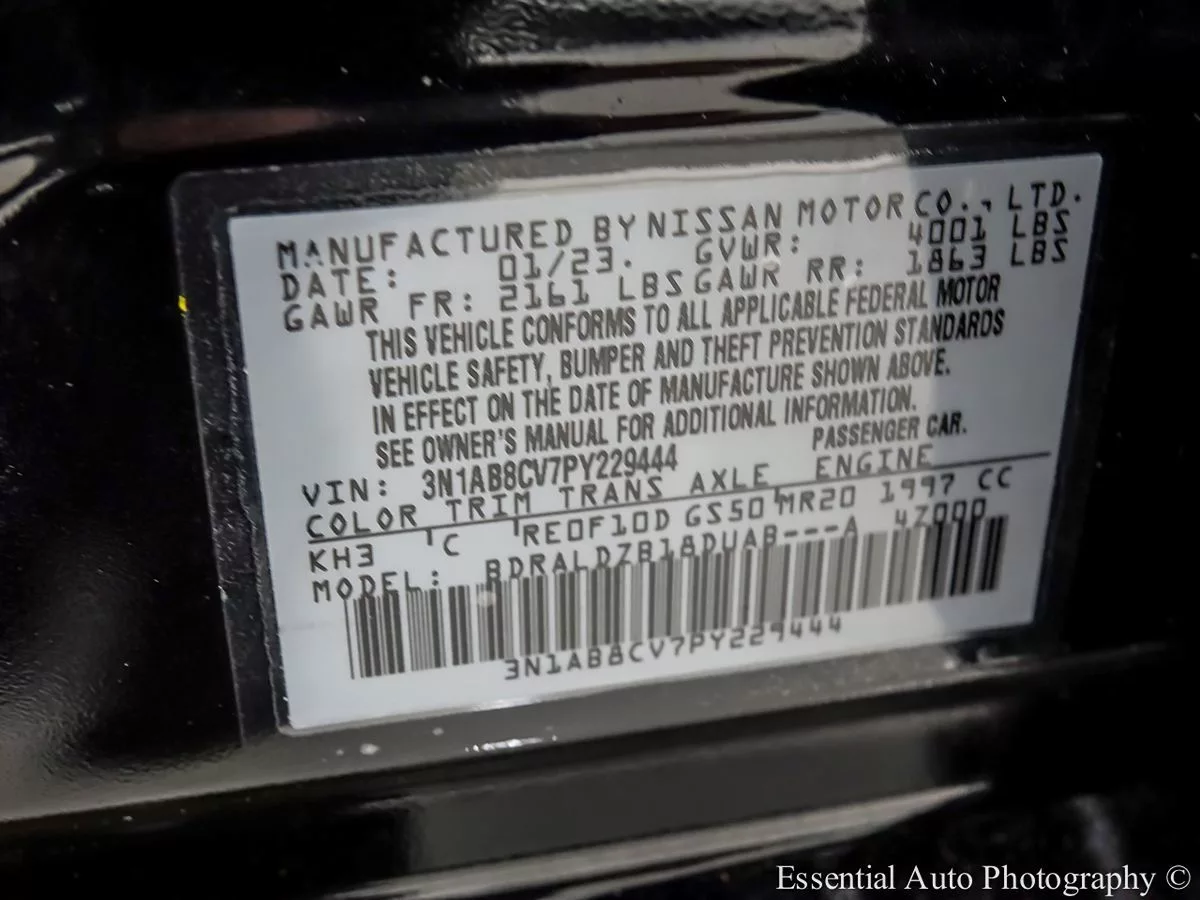 MANUFACTURED BY NISSAN MOTOR CO., LTD.
DATE: 01/23. GVWR: 4001 LBS
GAWR FR: 2161 LBS GAWR RR: 1863 LBS
THIS VEHICLE CONFORMS TO ALL APPLICABLE FEDERAL MOTOR
VEHICLE SAFETY, BUMPER AND THEFT PREVENTION STANDARDS
IN EFFECT ON THE DATE OF MANUFACTURE SHOWN ABOVE.
SEE OWNER'S MANUAL FOR ADDITIONAL INFORMATION.
VIN: 3N1AB8CV7PY229444 PASSENGER CAR.
COLOR TRIM TRANS AXLE ENGINE
KH3 C RE0F10D GS50 MR20 1997 CC
MODEL: BDRALDZB18DUAB---A 4Z000
3N1AB8CV7PY229444
Essential Auto Photography ©